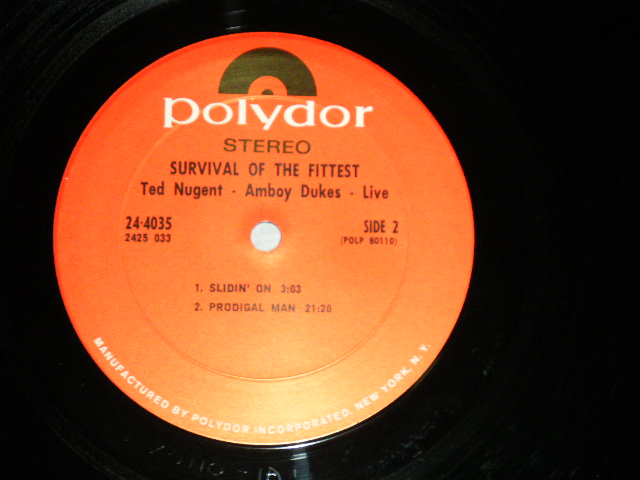 polydor
STEREO
SURVIVAL OF THE FITTEST
Ted Nugent - Amboy Dukes - Live
24-4035 SIDE 2
2425 033 (POLP 80110)
1. SLIDIN' ON 3:03
2. PRODIGAL MAN 21:20
MANUFACTURED BY POLYDOR INCORPORATED, NEW YORK, N. Y.